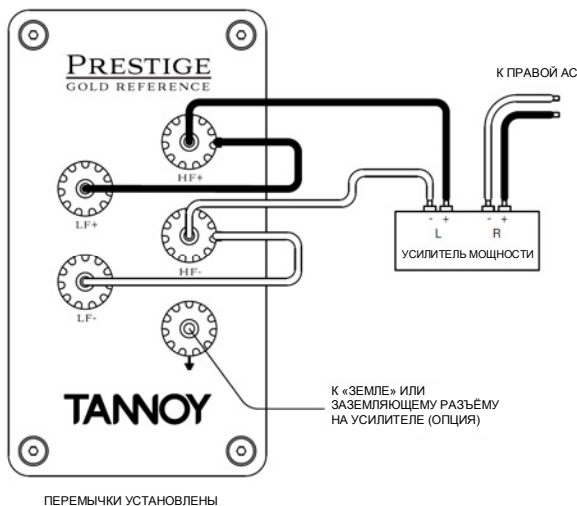 PRESTIGE
GOLD REFERENCE
К ПРАВОЙ АС
HF+
LF+
- + - +
L R
УСИЛИТЕЛЬ МОЩНОСТИ
HF-
LF-
К «ЗЕМЛЕ» ИЛИ
ЗАЗЕМЛЯЮЩЕМУ РАЗЪЁМУ
НА УСИЛИТЕЛЕ (ОПЦИЯ)
TANNOY
ПЕРЕМЫЧКИ УСТАНОВЛЕНЫ